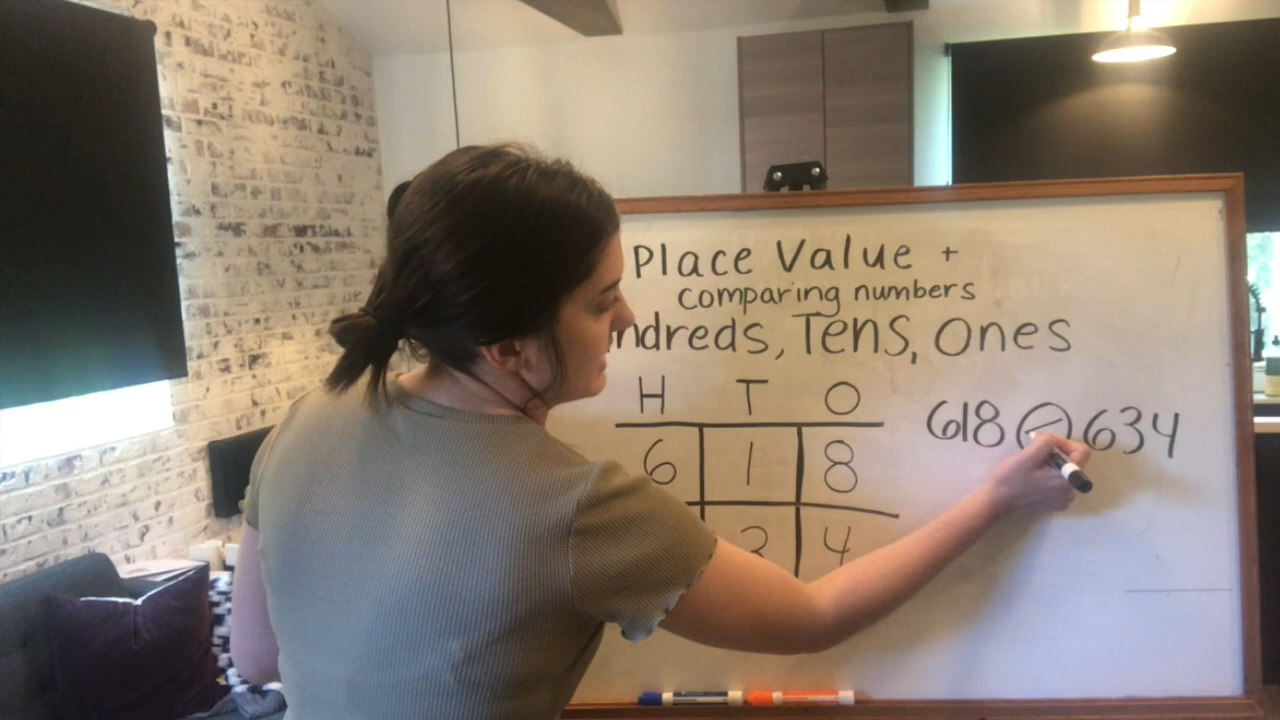 Place Value +
comparing numbers
ndreds, Tens, Ones
H T O
6 1 8
618 < 634
3 4